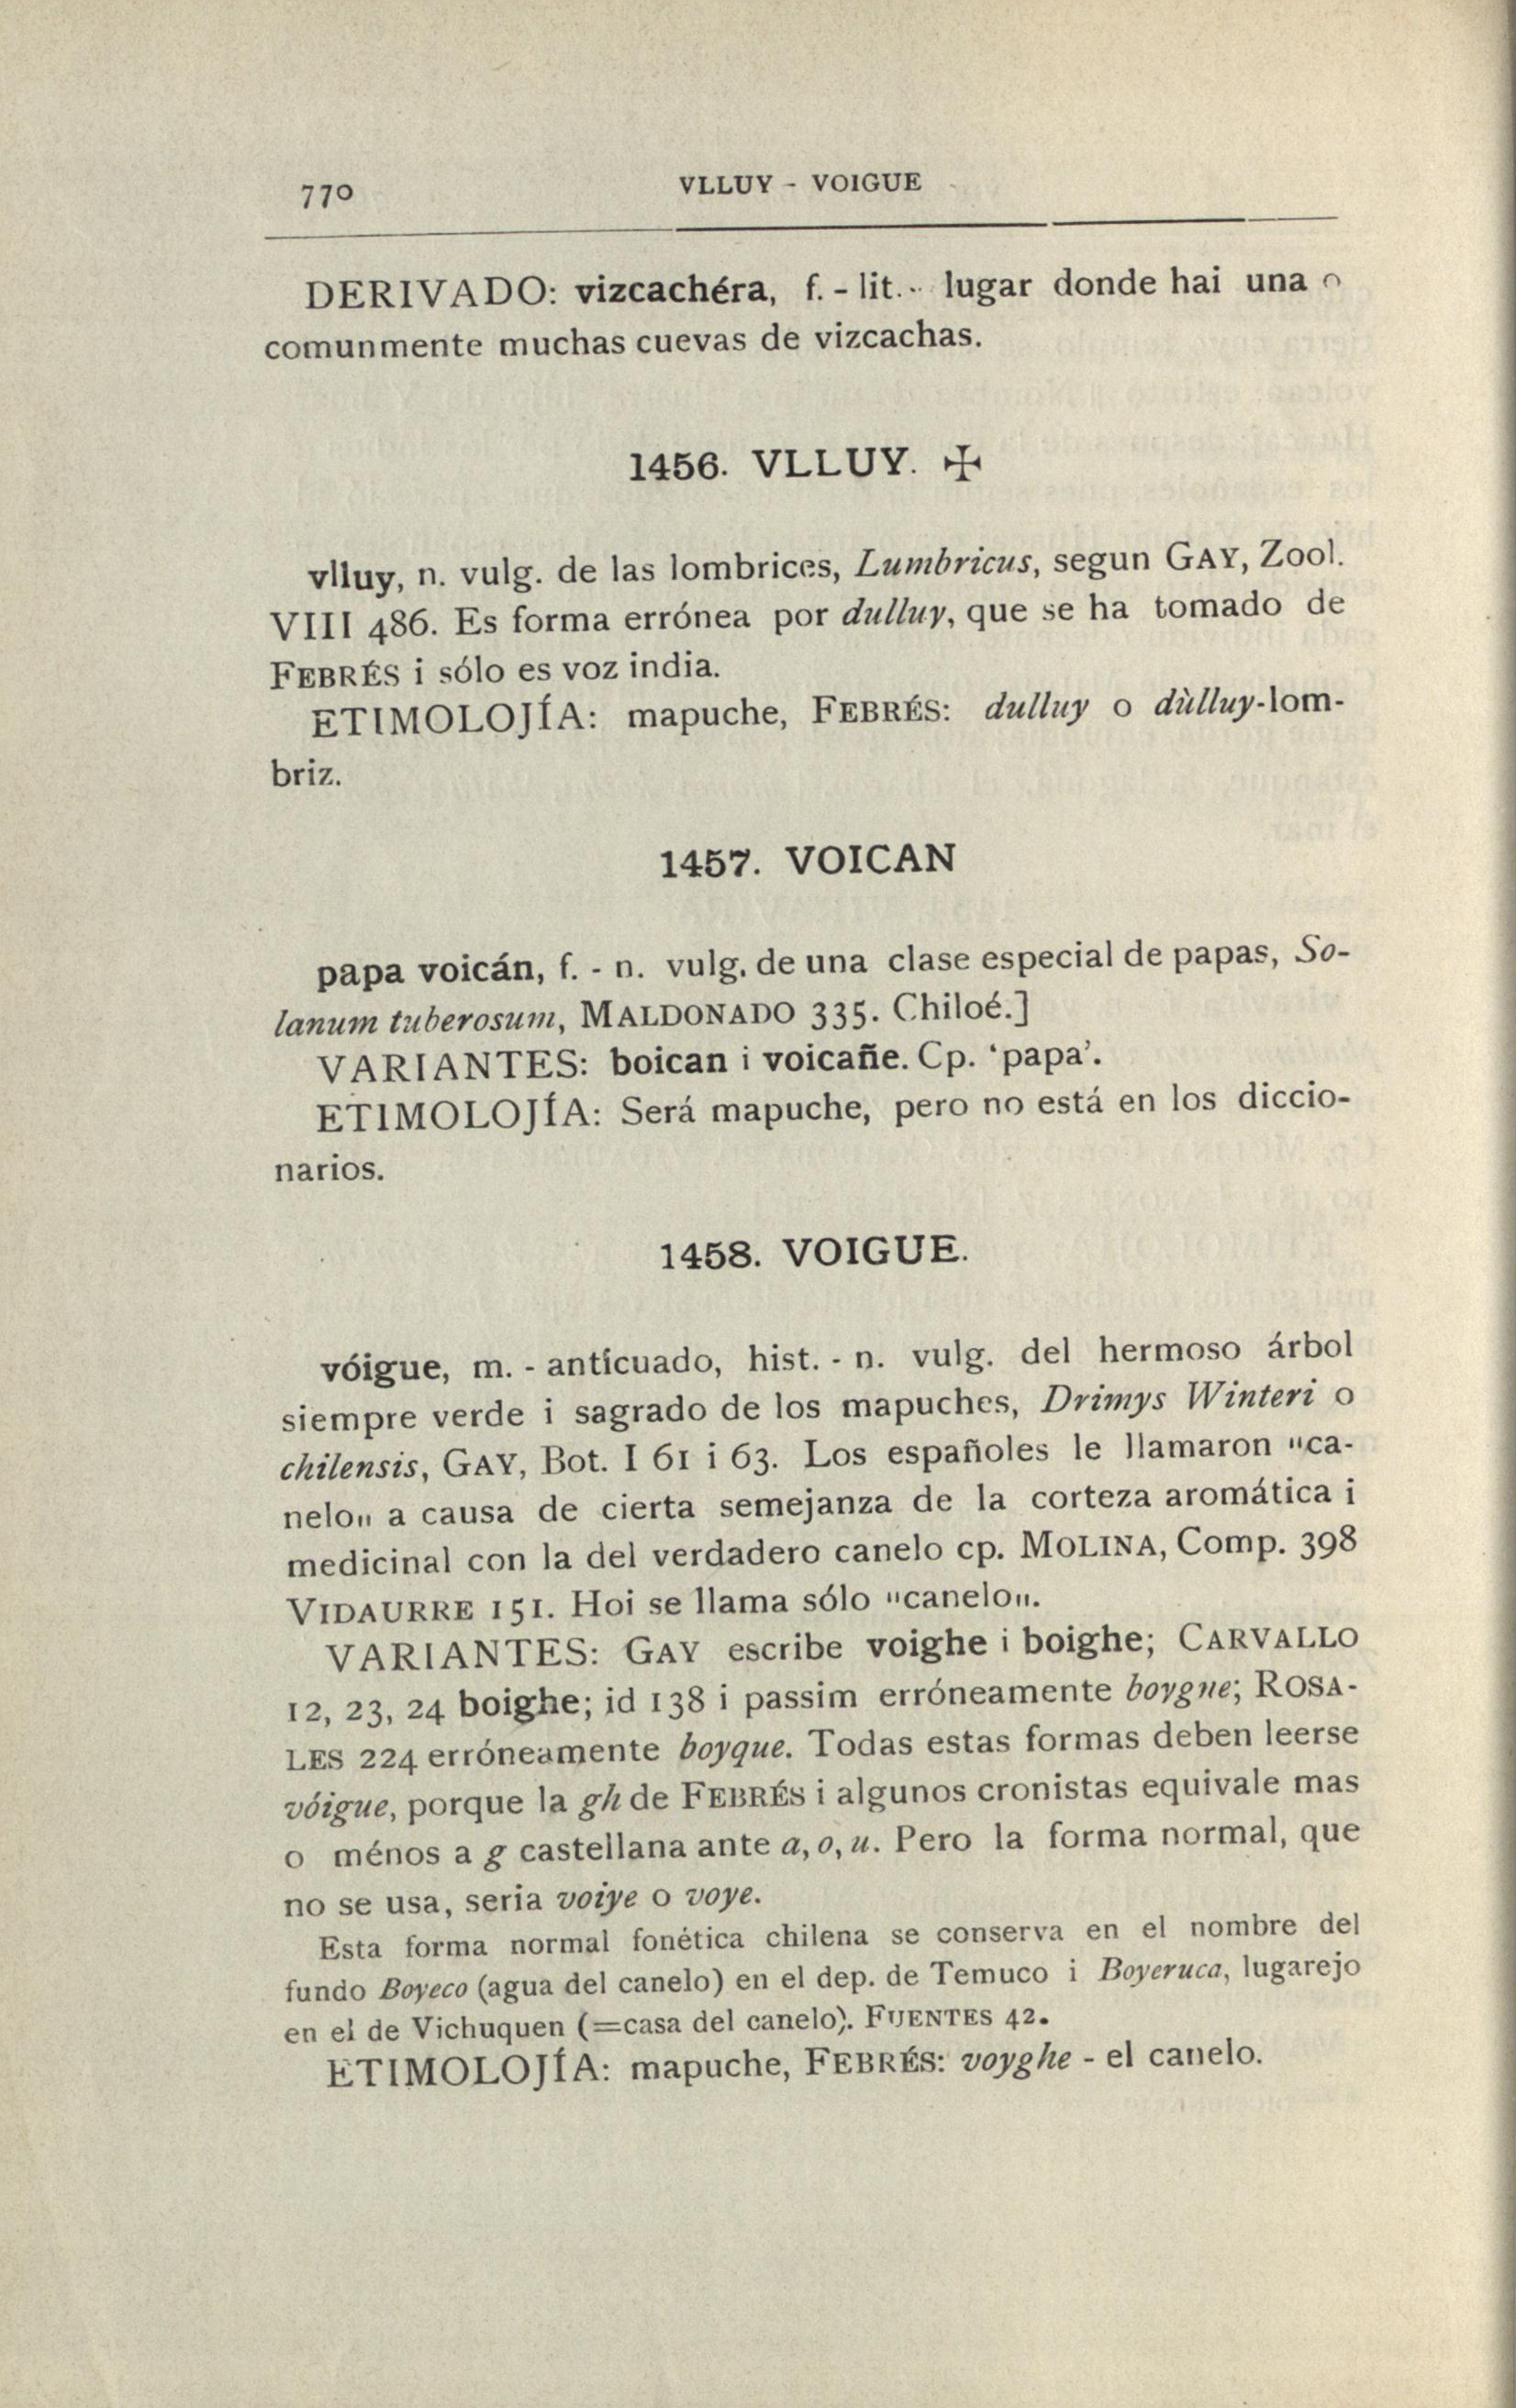 770
VLLUY - VOIGUE
DERIVADO: vizcachéra, f. - lit. - lugar donde hai una o
comunmente muchas cuevas de vizcachas.
1456. VLLUY. ✠
vlluy, n. vulg. de las lombrices, Lumbricus, segun GAY, Zool.
VIII 486. Es forma errónea por dulluy, que se ha tomado de
FEBRÉS i sólo es voz india.
ETIMOLOJÍA: mapuche, FEBRÉS: dulluy o dùlluy-lom-
briz.
1457. VOICAN
papa voicán, f. - n. vulg. de una clase especial de papas, So-
lanum tuberosum, MALDONADO 335. Chiloé.]
VARIANTES: boican i voicañe. Cp. 'papa'.
ETIMOLOJÍA: Será mapuche, pero no está en los diccio-
narios.
1458. VOIGUE.
vóigue, m. - anticuado, hist. - n. vulg. del hermoso árbol
siempre verde i sagrado de los mapuches, Drimys Winteri o
chilensis, GAY, Bot. I 61 i 63. Los españoles le llamaron "ca-
nelo" a causa de cierta semejanza de la corteza aromática i
medicinal con la del verdadero canelo cp. MOLINA, Comp. 398
VIDAURRE 151. Hoi se llama sólo "canelo".
VARIANTES: GAY escribe voighe i boighe; CARVALLO
12, 23, 24 boighe; id 138 i passim erróneamente boygne; ROSA-
LES 224 erróneamente boyque. Todas estas formas deben leerse
vóigue, porque la gh de FEBRÉS i algunos cronistas equivale mas
o ménos a g castellana ante a, o, u. Pero la forma normal, que
no se usa, seria voiye o voye.
Esta forma normal fonética chilena se conserva en el nombre del
fundo Boyeco (agua del canelo) en el dep. de Temuco i Boyeruca, lugarejo
en el de Vichuquen (=casa del canelo). FUENTES 42.
ETIMOLOJÍA: mapuche, FEBRÉS: voyghe - el canelo.